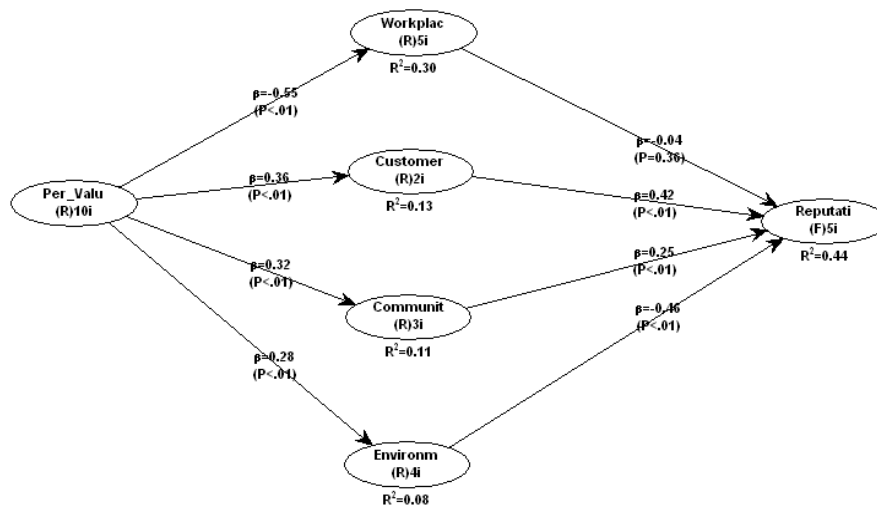 Workplac
(R)5i
R²=0.30
β=-0.55
(P<.01)
β=-0.04
(P=0.36)
Customer
(R)2i
R²=0.13
β=0.36
(P<.01)
β=0.42
(P<.01)
Per_Valu
(R)10i
Reputati
(F)5i
R²=0.44
β=0.32
(P<.01)
β=0.25
(P<.01)
Communit
(R)3i
R²=0.11
β=-0.46
(P<.01)
β=0.28
(P<.01)
Environm
(R)4i
R²=0.08